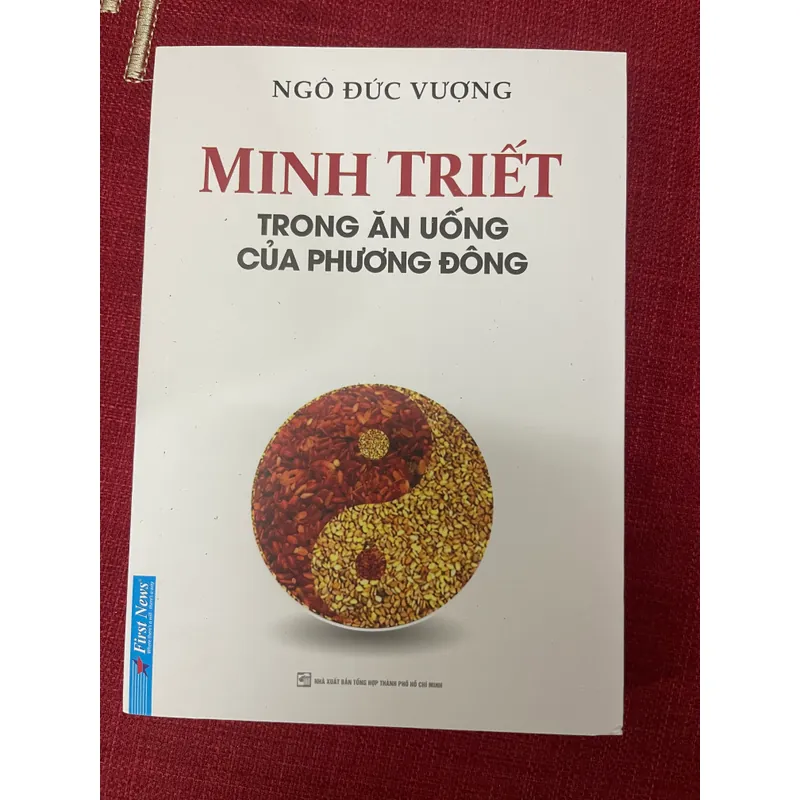 NGÔ ĐỨC VƯỢNG
MINH TRIẾT
TRONG ĂN UỐNG
CỦA PHƯƠNG ĐÔNG
First News
NHÀ XUẤT BẢN TỔNG HỢP THÀNH PHỐ HỒ CHÍ MINH